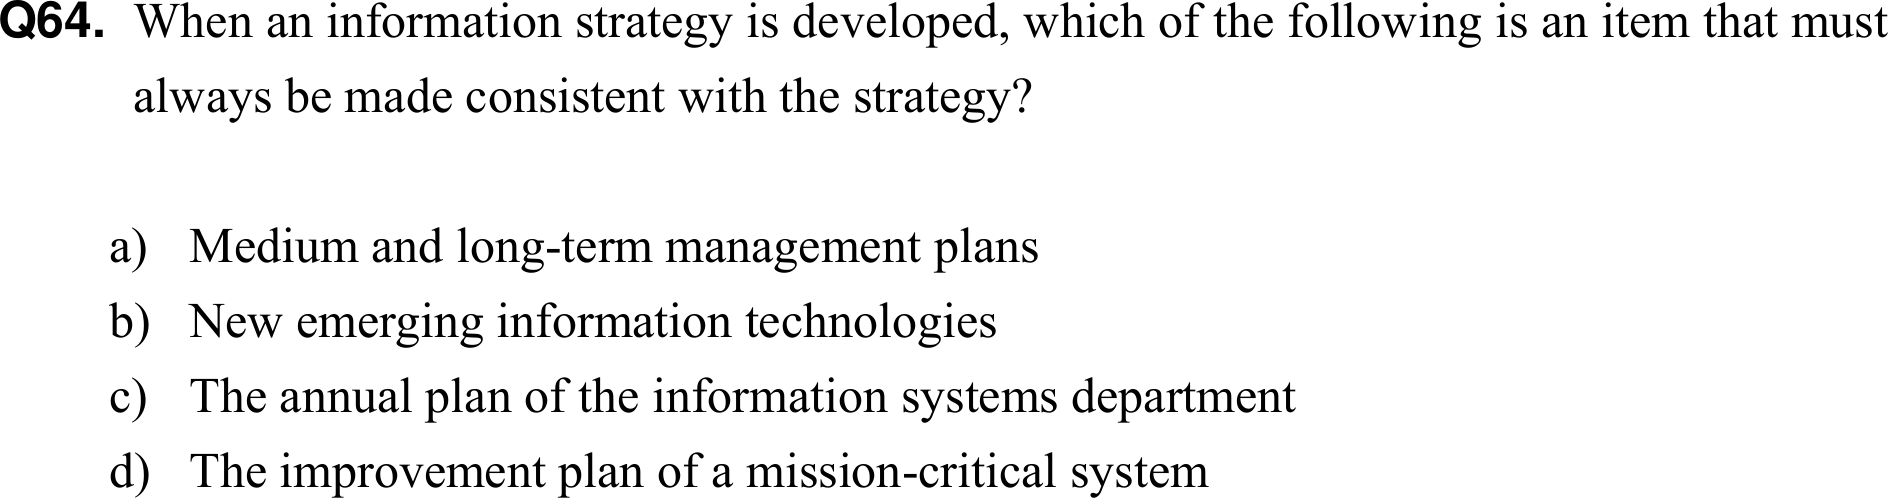 Q64. When an information strategy is developed, which of the following is an item that must
always be made consistent with the strategy?
a) Medium and long-term management plans
b) New emerging information technologies
c) The annual plan of the information systems department
d) The improvement plan of a mission-critical system